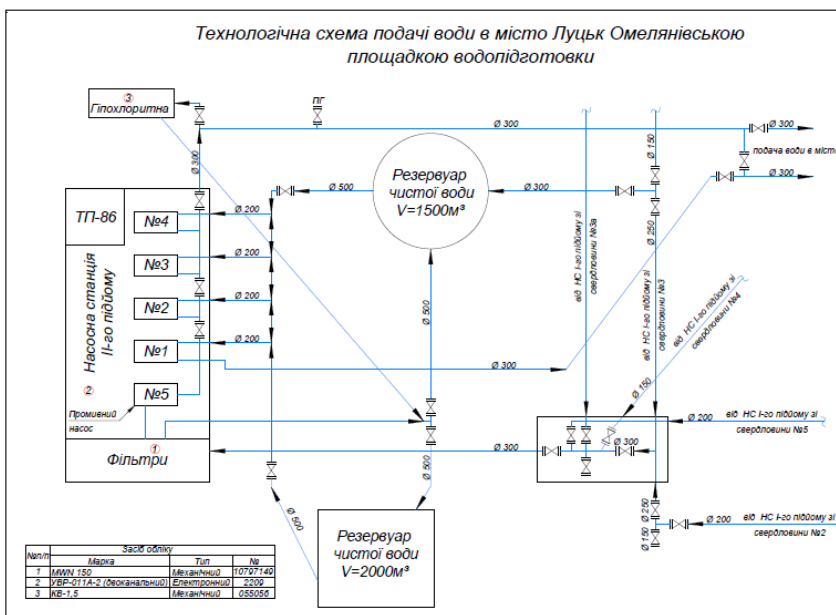 Технологічна схема подачі води в місто Луцьк Омелянівською
площадкою водопідготовки
3
Гіпохлоритна
ПГ
Ø 300
Ø 300
Ø 300
подача води в місто
Ø 300
Ø 150
Ø 250
ТП-86
Насосна станція
ІІ-го підйому
2
№4
№3
№2
№1
№5
Промивний
насос
1
Фільтри
Ø 200
Ø 200
Ø 200
Ø 200
Ø 500
Резервуар
чистої води
V=1500м³
Ø 300
Ø 500
Ø 300
від НС І-го підйому зі
свердловини №3а
від НС І-го підйому зі
свердловини №3
від НС І-го підйому зі
свердловини №4
Ø 150
Ø 200
від НС І-го підйому зі
свердловини №5
Ø 300
Ø 300
Ø 500
Ø 500
Резервуар
чистої води
V=2000м³
Ø 250
Ø 150
Ø 200
від НС І-го підйому зі
свердловини №2
№п/п Засіб обліку
Марка Тип №
1 MWN 150 Механічний 10797149
2 УВР-011А-2 (двоканальний) Електронний 2209
3 КВ-1,5 Механічний 055056